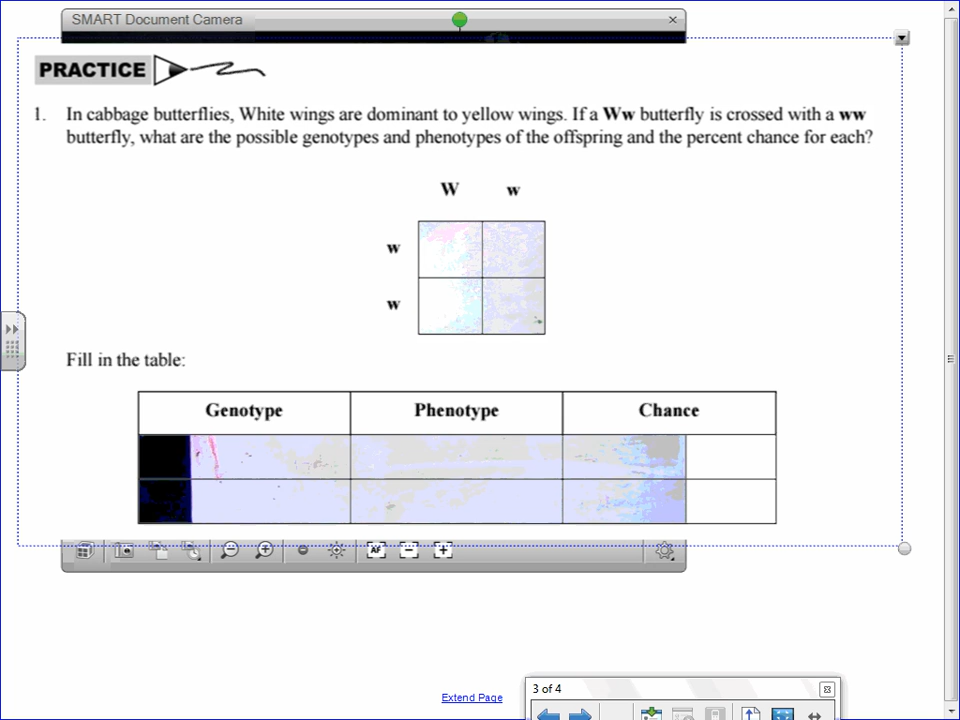 SMART Document Camera
PRACTICE
1. In cabbage butterflies, White wings are dominant to yellow wings. If a Ww butterfly is crossed with a ww
butterfly, what are the possible genotypes and phenotypes of the offspring and the percent chance for each?
W w
w
w
Fill in the table:
Genotype Phenotype Chance
AF
Extend Page
3 of 4